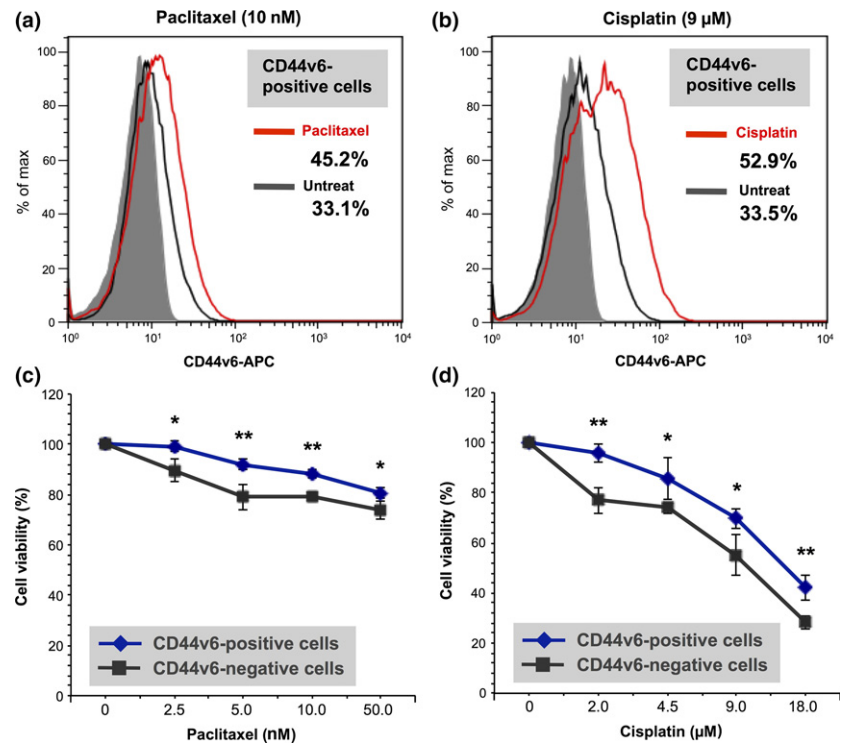 (a)
Paclitaxel (10 nM)
100
80
60
40
20
0
% of max
CD44v6-
positive cells
Paclitaxel
45.2%
Untreat
33.1%
10⁰
10¹
10²
10³
10⁴
CD44v6-APC
(b)
Cisplatin (9 µM)
100
80
60
40
20
0
% of max
CD44v6-
positive cells
Cisplatin
52.9%
Untreat
33.5%
10⁰
10¹
10²
10³
10⁴
CD44v6-APC
(c)
120
100
80
60
40
20
0
Cell viability (%)
* ** ** *
CD44v6-positive cells
CD44v6-negative cells
0 2.5 5.0 10.0 50.0
Paclitaxel (nM)
(d)
120
100
80
60
40
20
0
Cell viability (%)
** * * **
CD44v6-positive cells
CD44v6-negative cells
0 2.0 4.5 9.0 18.0
Cisplatin (µM)